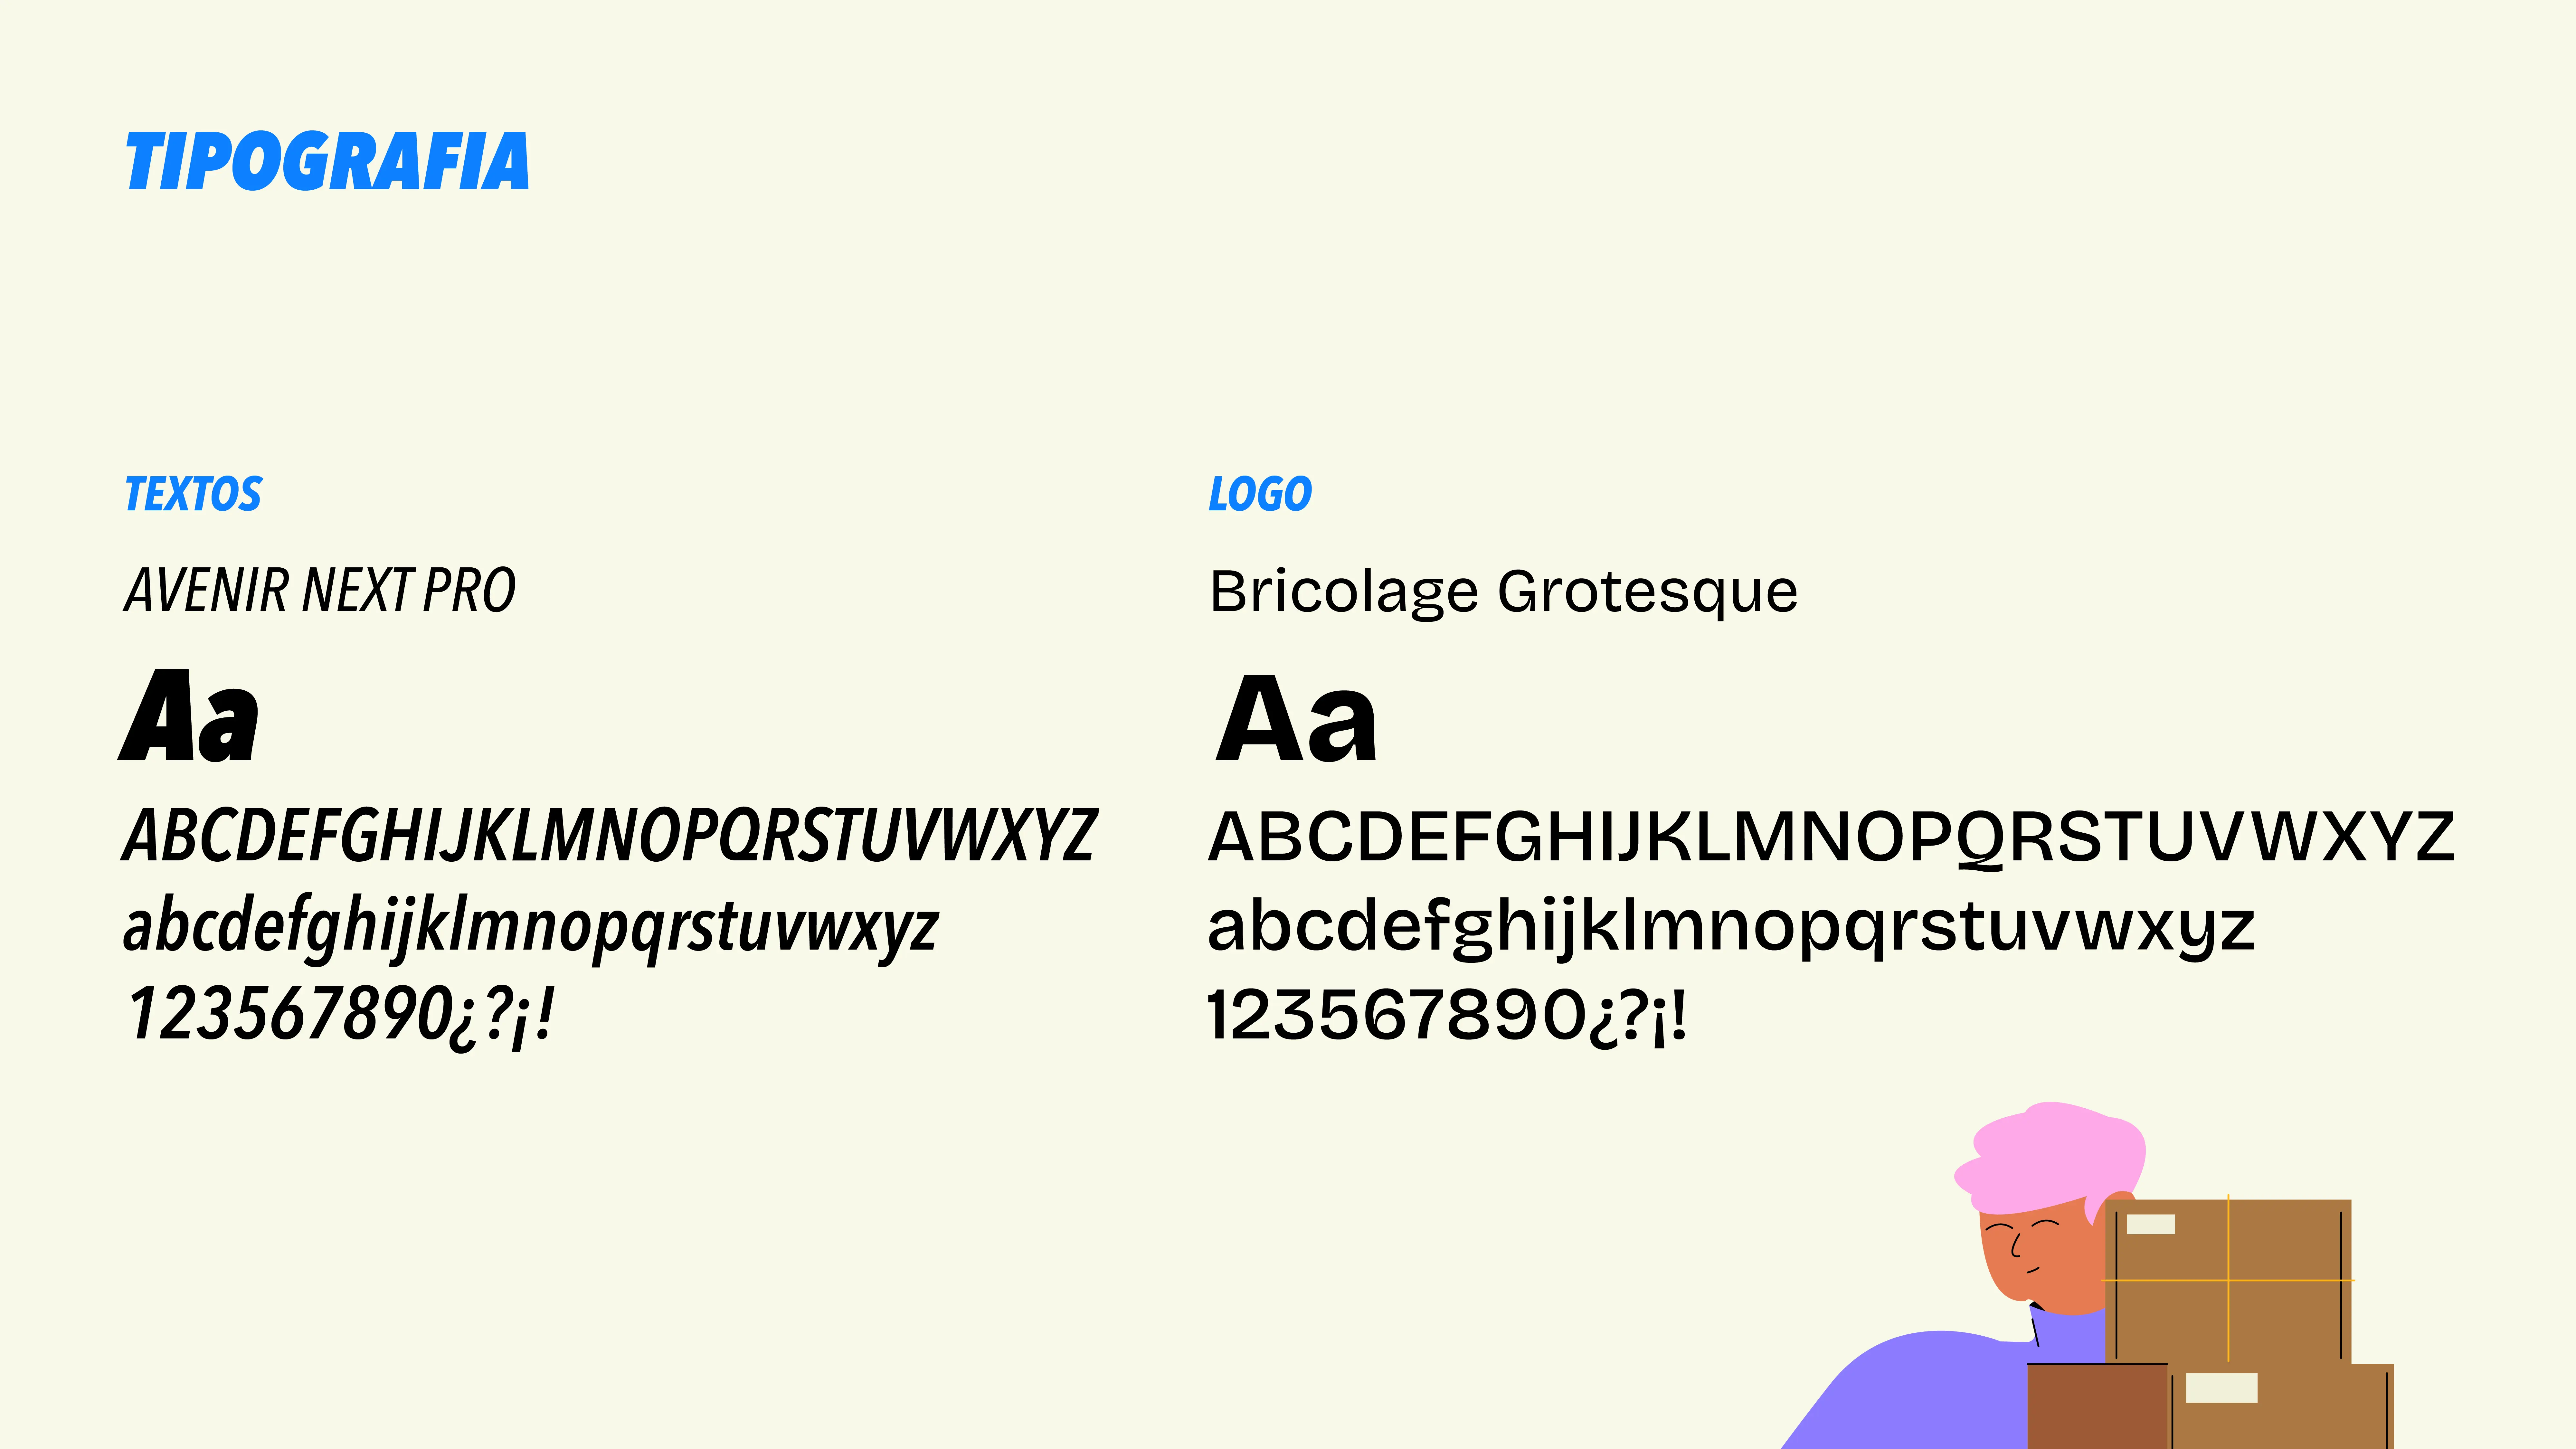 TIPOGRAFIA
TEXTOS
AVENIR NEXT PRO
Aa
ABCDEFGHIJKLMNOPQRSTUVWXYZ
abcdefghijklmnopqrstuvwxyz
123567890¿?¡!
LOGO
Bricolage Grotesque
Aa
ABCDEFGHIJKLMNOPQRSTUVWXYZ
abcdefghijklmnopqrstuvwxyz
123567890¿?¡!